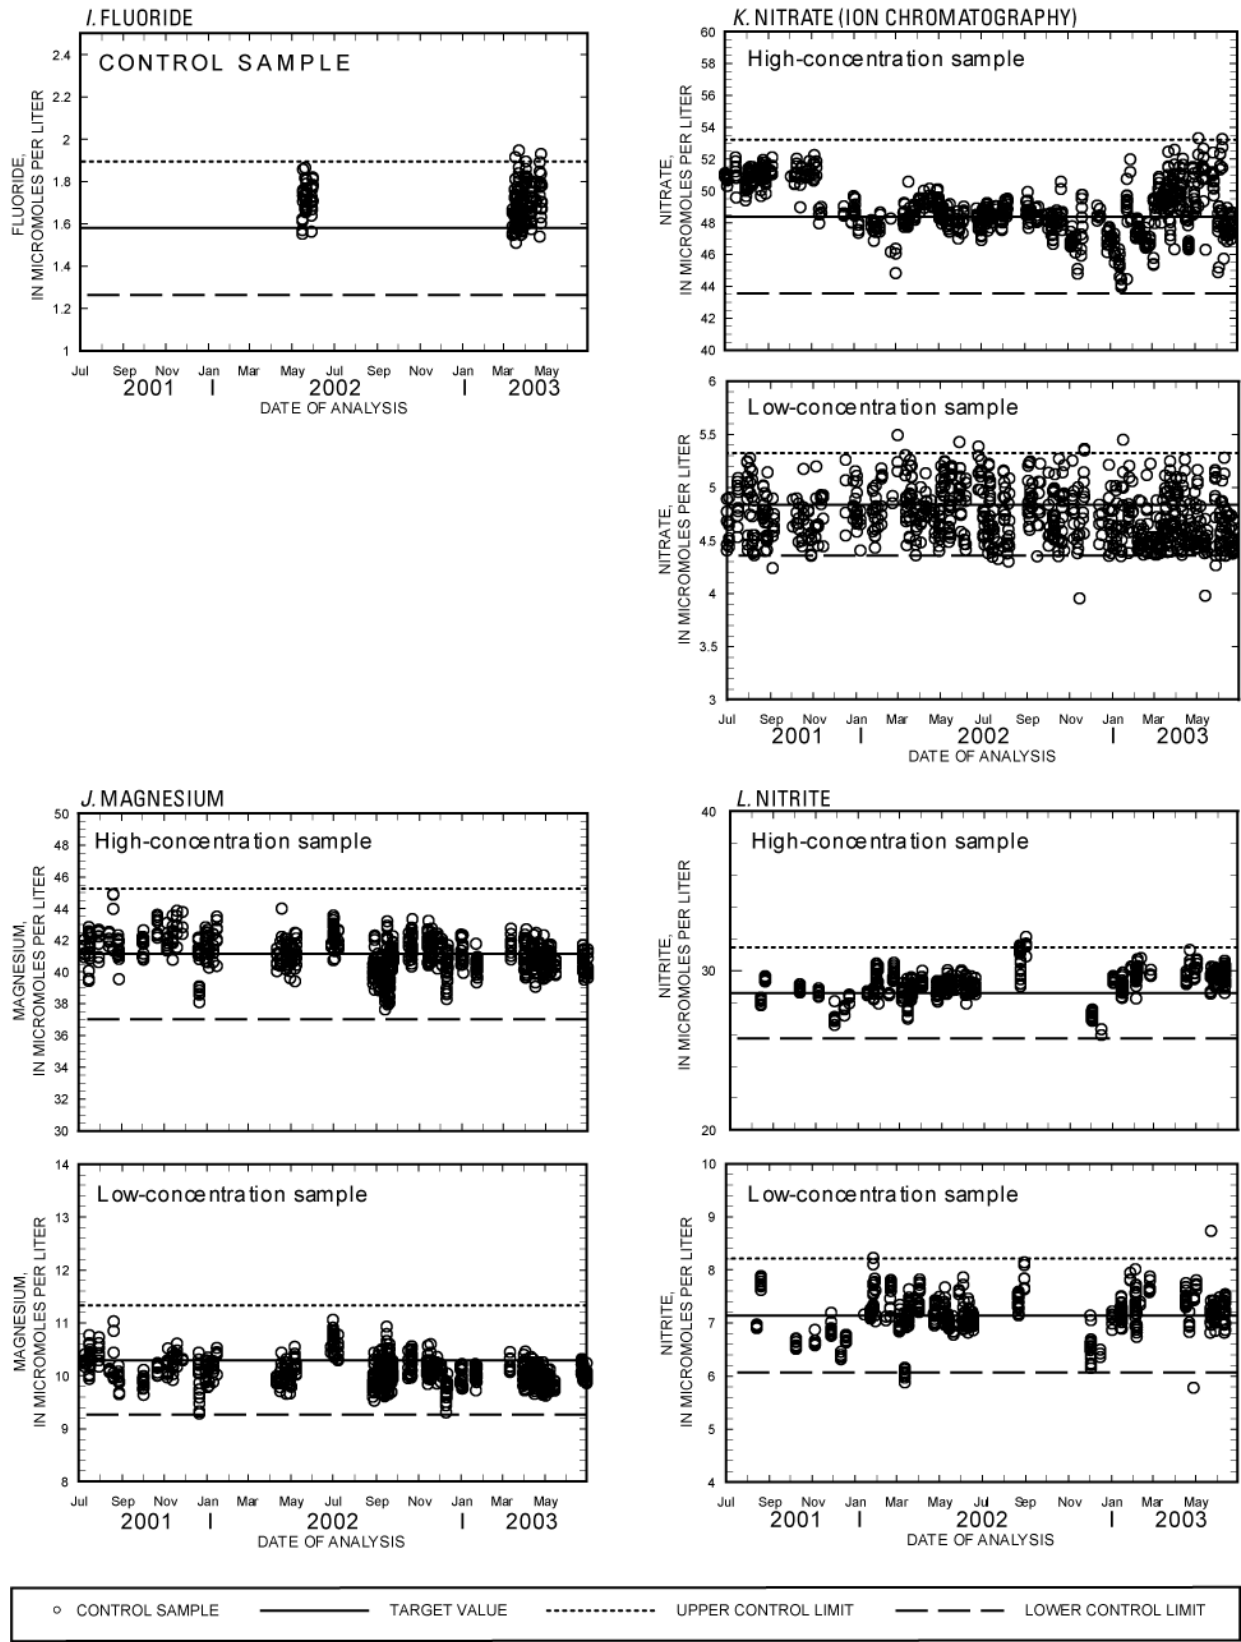 I. FLUORIDE
CONTROL SAMPLE
FLUORIDE,
IN MICROMOLES PER LITER
2.4
2.2
2
1.8
1.6
1.4
1.2
1
Jul Sep Nov Jan Mar May Jul Sep Nov Jan Mar May
2001 I 2002 I 2003
DATE OF ANALYSIS
K. NITRATE (ION CHROMATOGRAPHY)
High-concentration sample
NITRATE,
IN MICROMOLES PER LITER
60
58
56
54
52
50
48
46
44
42
40
Low-concentration sample
NITRATE,
IN MICROMOLES PER LITER
6
5.5
5
4.5
4
3.5
3
Jul Sep Nov Jan Mar May Jul Sep Nov Jan Mar May
2001 I 2002 I 2003
DATE OF ANALYSIS
J. MAGNESIUM
High-concentration sample
MAGNESIUM,
IN MICROMOLES PER LITER
50
48
46
44
42
40
38
36
34
32
30
Low-concentration sample
MAGNESIUM,
IN MICROMOLES PER LITER
14
13
12
11
10
9
8
Jul Sep Nov Jan Mar May Jul Sep Nov Jan Mar May
2001 I 2002 I 2003
DATE OF ANALYSIS
L. NITRITE
High-concentration sample
NITRITE,
IN MICROMOLES PER LITER
40
30
20
Low-concentration sample
NITRITE,
IN MICROMOLES PER LITER
10
9
8
7
6
5
4
Jul Sep Nov Jan Mar May Jul Sep Nov Jan Mar May
2001 I 2002 I 2003
DATE OF ANALYSIS
CONTROL SAMPLE TARGET VALUE UPPER CONTROL LIMIT LOWER CONTROL LIMIT